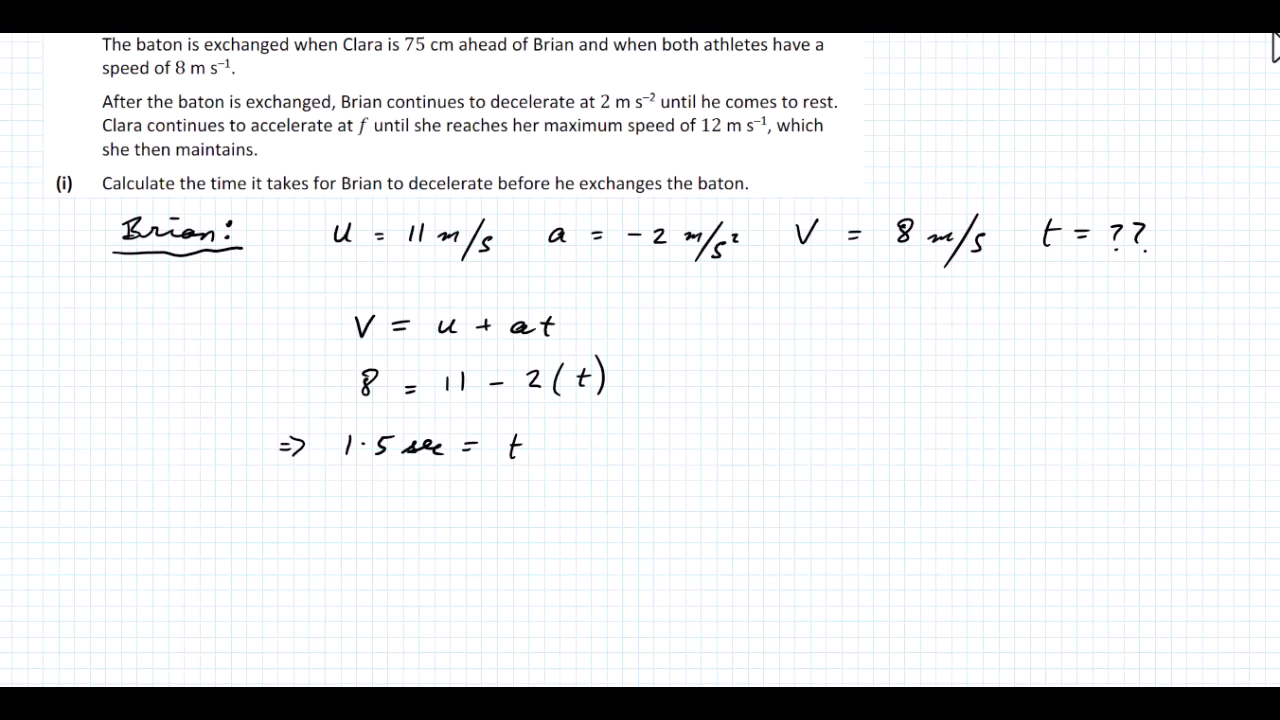 The baton is exchanged when Clara is 75 cm ahead of Brian and when both athletes have a
speed of 8 m s⁻¹.
After the baton is exchanged, Brian continues to decelerate at 2 m s⁻² until he comes to rest.
Clara continues to accelerate at f until she reaches her maximum speed of 12 m s⁻¹, which
she then maintains.
(i) Calculate the time it takes for Brian to decelerate before he exchanges the baton.
Brian: u = 11 m/s a = -2 m/s² V = 8 m/s t = ??
V = u + at
8 = 11 - 2(t)
=> 1.5 sec = t